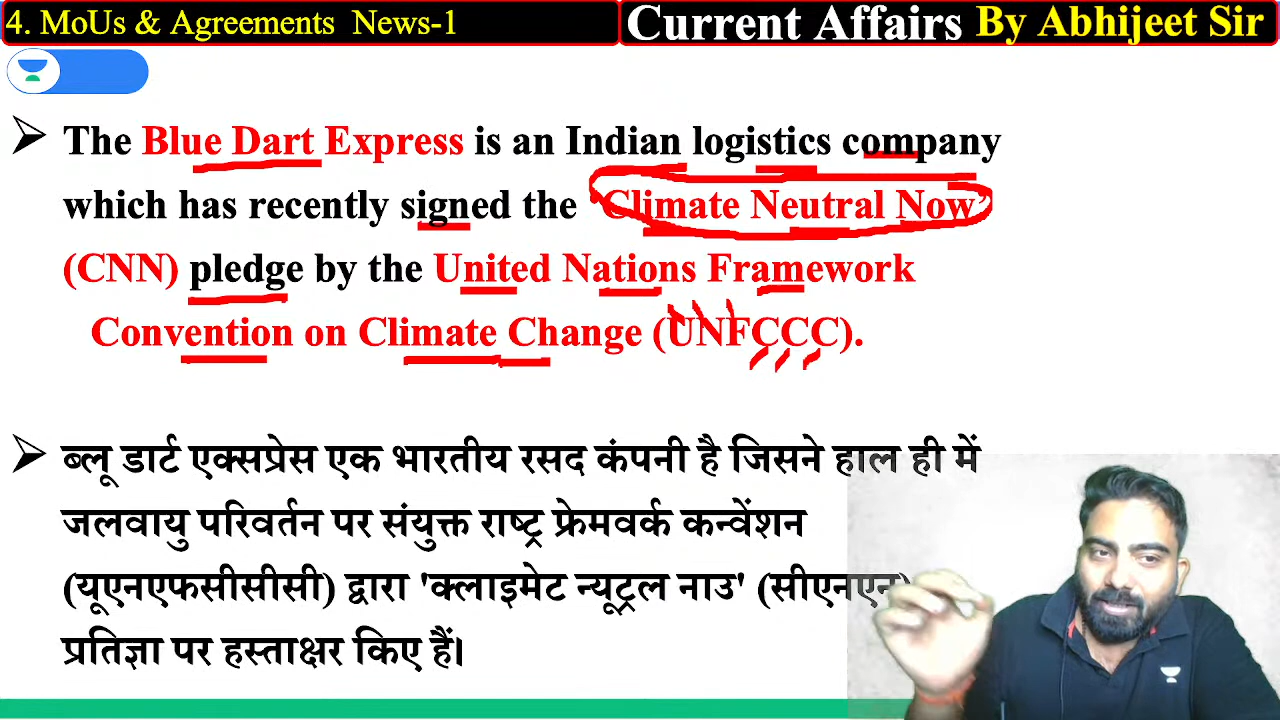 4. MoUs & Agreements News-1
Current Affairs By Abhijeet Sir
The Blue Dart Express is an Indian logistics company
which has recently signed the 'Climate Neutral Now'
(CNN) pledge by the United Nations Framework
Convention on Climate Change (UNFCCC).
ब्लू डार्ट एक्सप्रेस एक भारतीय रसद कंपनी है जिसने हाल ही में
जलवायु परिवर्तन पर संयुक्त राष्ट्र फ्रेमवर्क कन्वेंशन
(यूएनएफसीसीसी) द्वारा 'क्लाइमेट न्यूट्रल नाउ' (सीएनएन)
प्रतिज्ञा पर हस्ताक्षर किए हैं।